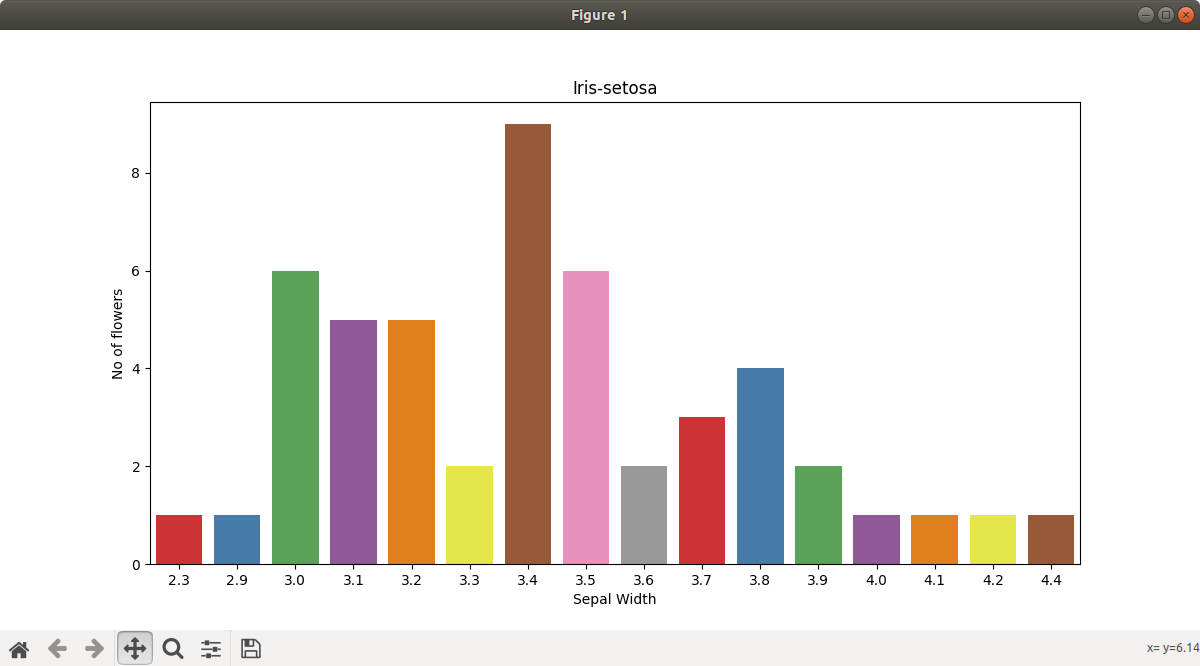 Figure 1
Iris-setosa
8
6
4
2
0
No of flowers
2.3 2.9 3.0 3.1 3.2 3.3 3.4 3.5 3.6 3.7 3.8 3.9 4.0 4.1 4.2 4.4
Sepal Width
x= y=6.14